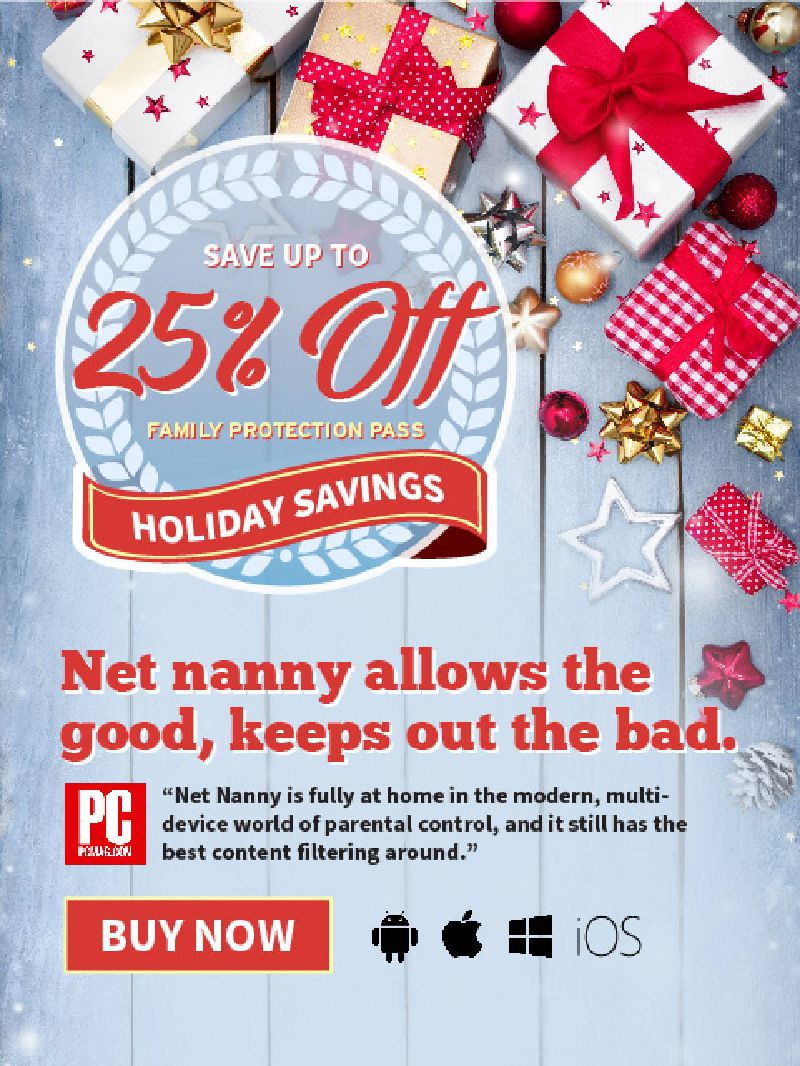 SAVE UP TO
25% Off
FAMILY PROTECTION PASS
HOLIDAY SAVINGS
Net nanny allows the
good, keeps out the bad.
PC
PCMAG.COM
“Net Nanny is fully at home in the modern, multi-
device world of parental control, and it still has the
best content filtering around.”
BUY NOW
iOS